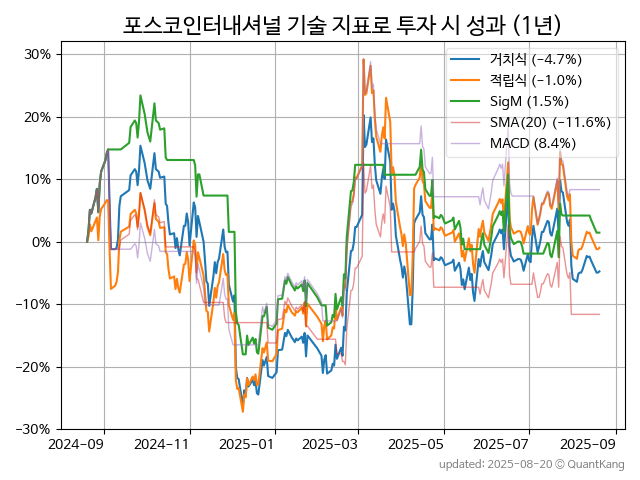 포스코인터내셔널 기술 지표로 투자 시 성과 (1년)
30%
20%
10%
0%
−10%
−20%
−30%
거치식 (−4.7%)
적립식 (−1.0%)
SigM (1.5%)
SMA(20) (−11.6%)
MACD (8.4%)
2024-09
2024-11
2025-01
2025-03
2025-05
2025-07
2025-09
updated: 2025-08-20 © QuantKang